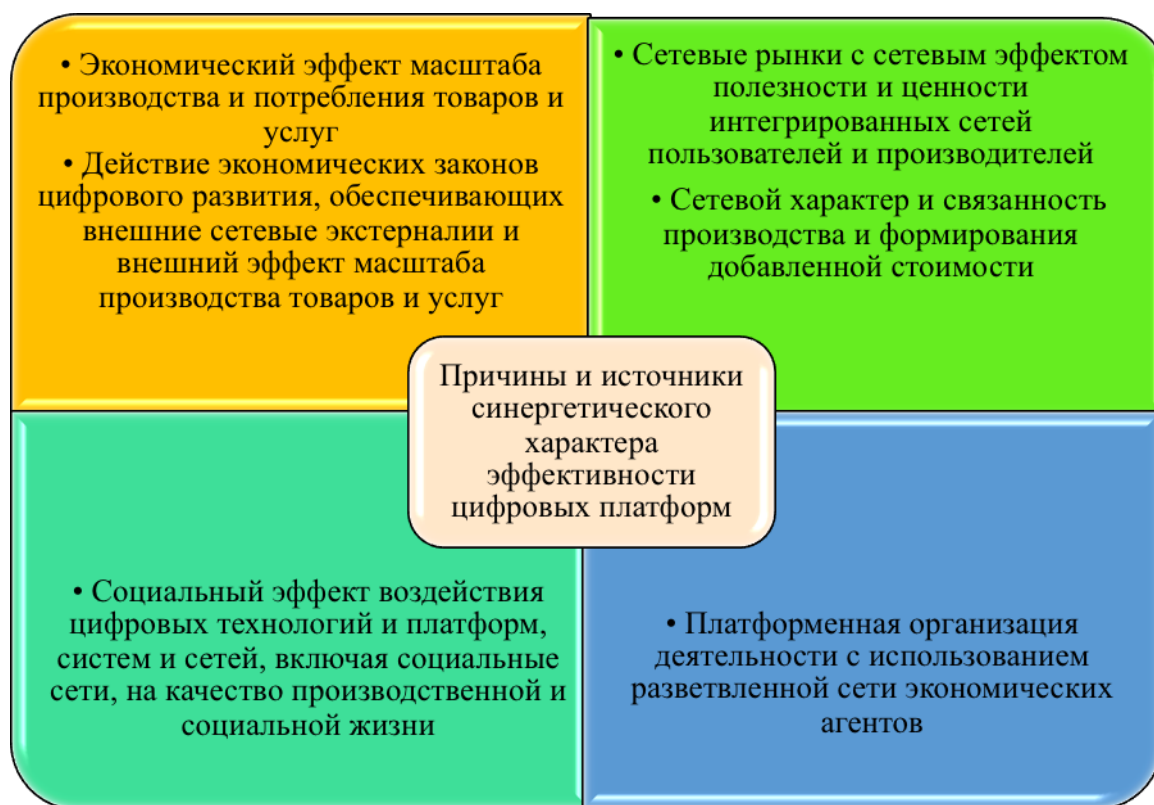 • Экономический эффект масштаба
производства и потребления товаров и
услуг
• Действие экономических законов
цифрового развития, обеспечивающих
внешние сетевые экстерналии и
внешний эффект масштаба
производства товаров и услуг
• Сетевые рынки с сетевым эффектом
полезности и ценности
интегрированных сетей
пользователей и производителей
• Сетевой характер и связанность
производства и формирования
добавленной стоимости
Причины и источники
синергетического
характера
эффективности
цифровых платформ
• Социальный эффект воздействия
цифровых технологий и платформ,
систем и сетей, включая социальные
сети, на качество производственной и
социальной жизни
• Платформенная организация
деятельности с использованием
разветвленной сети экономических
агентов